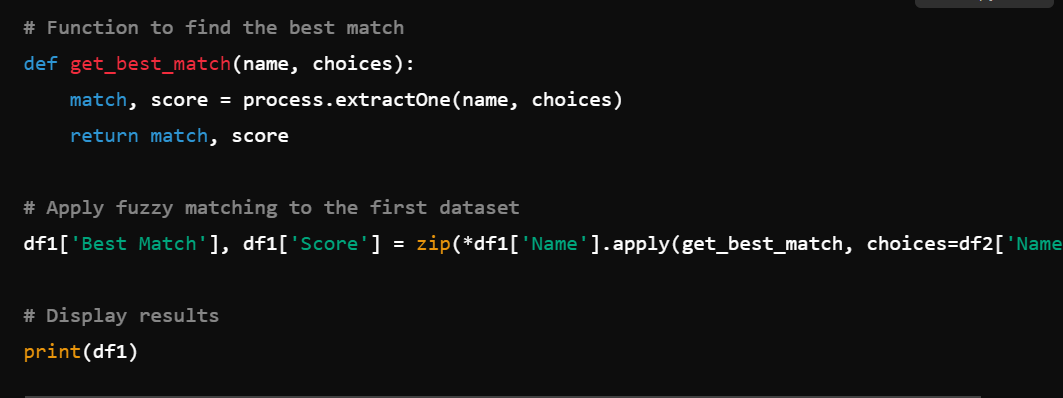 # Function to find the best match
def get_best_match(name, choices):
    match, score = process.extractOne(name, choices)
    return match, score
# Apply fuzzy matching to the first dataset
df1['Best Match'], df1['Score'] = zip(*df1['Name'].apply(get_best_match, choices=df2['Name
# Display results
print(df1)